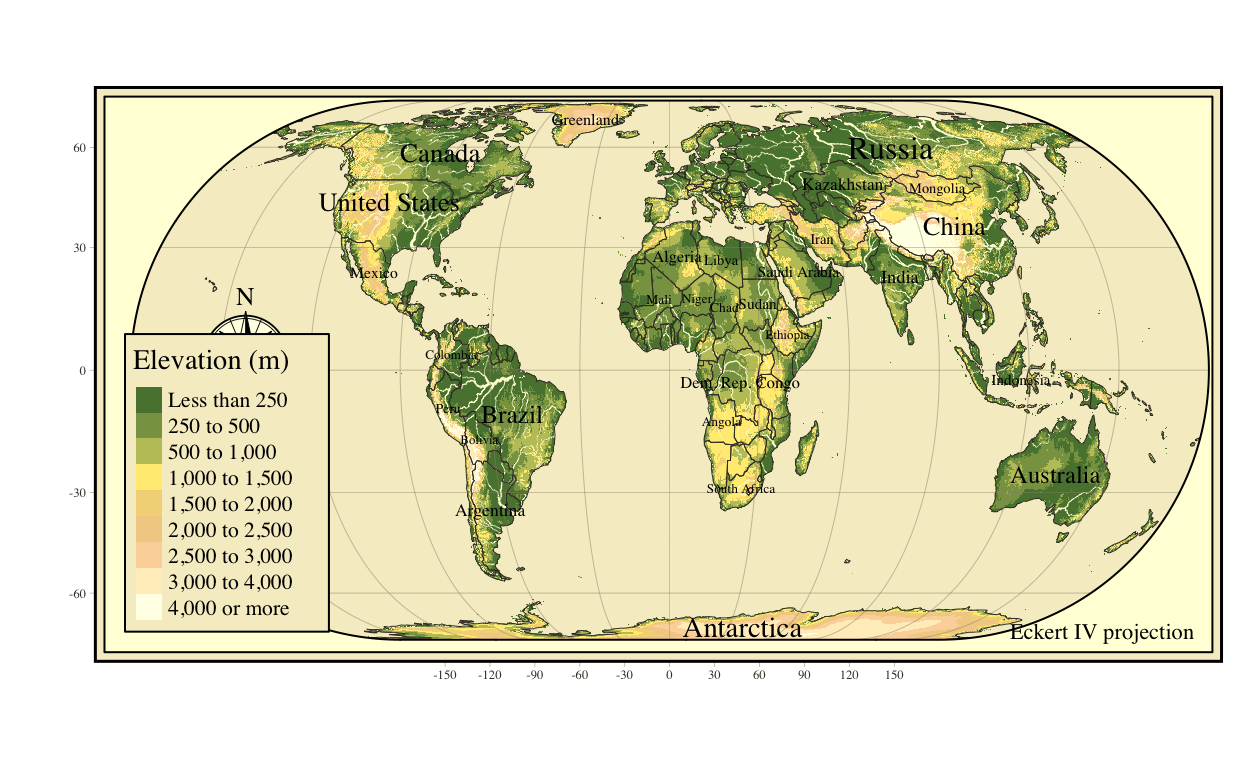 Greenland
Canada
Russia
60
Kazakhstan
Mongolia
United States
China
Iran
30
Algeria
Libya
Mexico
Saudi Arabia
India
N
Mali
Niger
Chad
Sudan
Ethiopia
Colombia
Elevation (m)
0
Dem. Rep. Congo
Indonesia
Less than 250
Peru
Brazil
250 to 500
Angola
Bolivia
500 to 1,000
Australia
1,000 to 1,500
South Africa
-30
1,500 to 2,000
Argentina
2,000 to 2,500
2,500 to 3,000
3,000 to 4,000
-60
4,000 or more
Antarctica
Eckert IV projection
-150 -120 -90 -60 -30 0 30 60 90 120 150